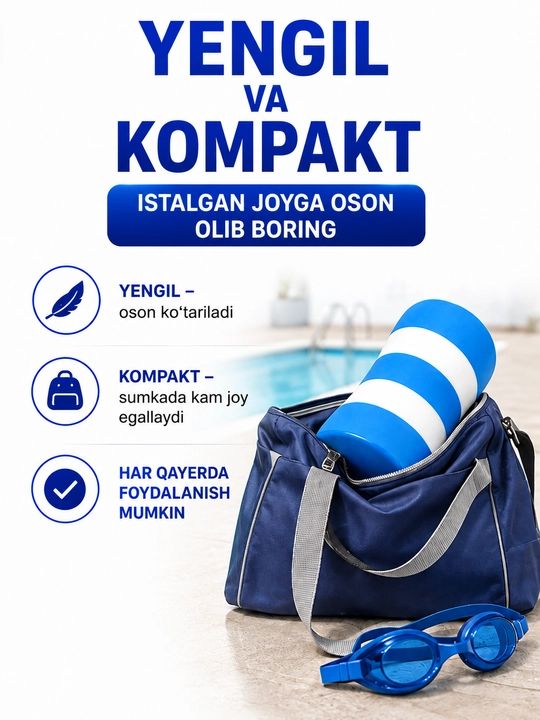 YENGIL
VA
KOMPAKT
ISTALGAN JOYGA OSON
OLIB BORING
YENGIL –
oson ko‘tariladi
KOMPAKT –
sumkada kam joy
egallaydi
HAR QAYERDA
FOYDALANISH
MUMKIN